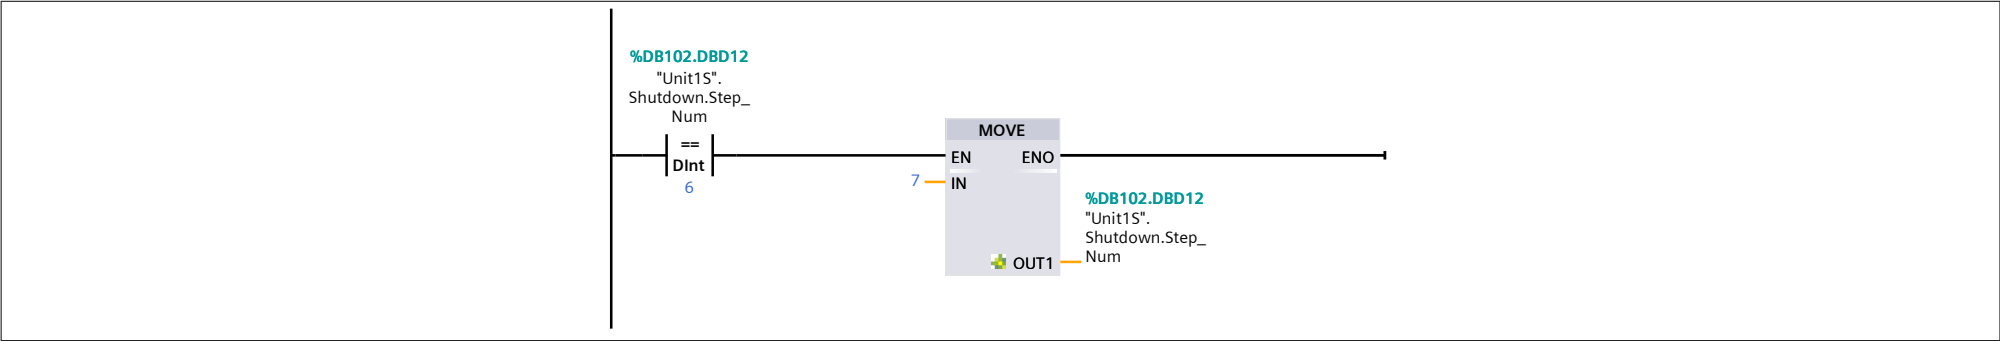 %DB102.DBD12
"Unit1S".
Shutdown.Step_
Num
==
DInt
6
MOVE
EN ENO
7 IN
%DB102.DBD12
"Unit1S".
Shutdown.Step_
Num
OUT1